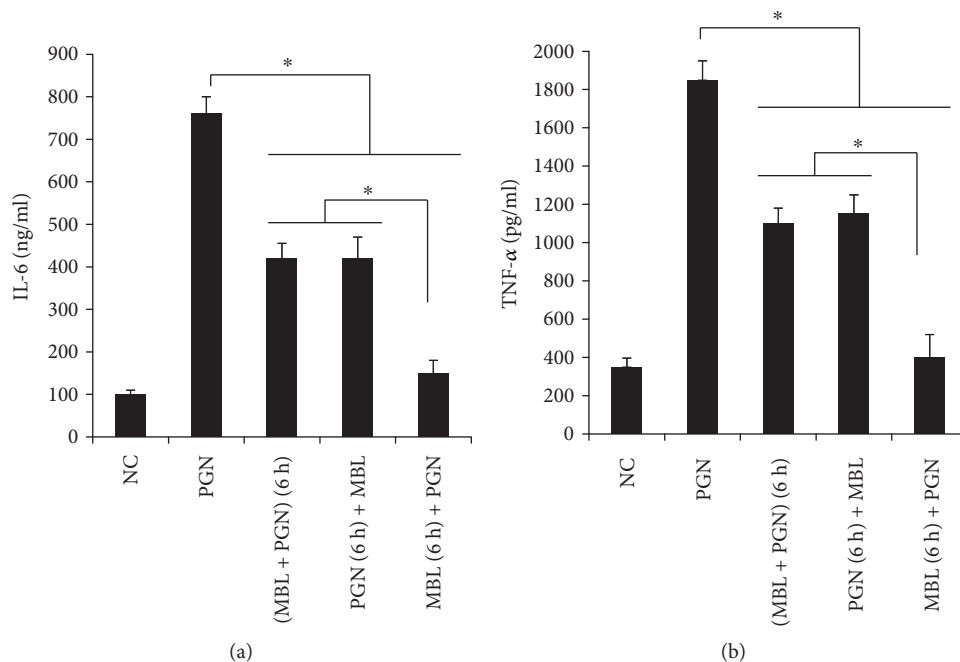 IL-6 (ng/ml)
900
800
700
600
500
400
300
200
100
0
*
*
NC
PGN
(MBL + PGN) (6 h)
PGN (6 h) + MBL
MBL (6 h) + PGN
(a)
TNF-α (pg/ml)
2000
1800
1600
1400
1200
1000
800
600
400
200
0
*
*
NC
PGN
(MBL + PGN) (6 h)
PGN (6 h) + MBL
MBL (6 h) + PGN
(b)